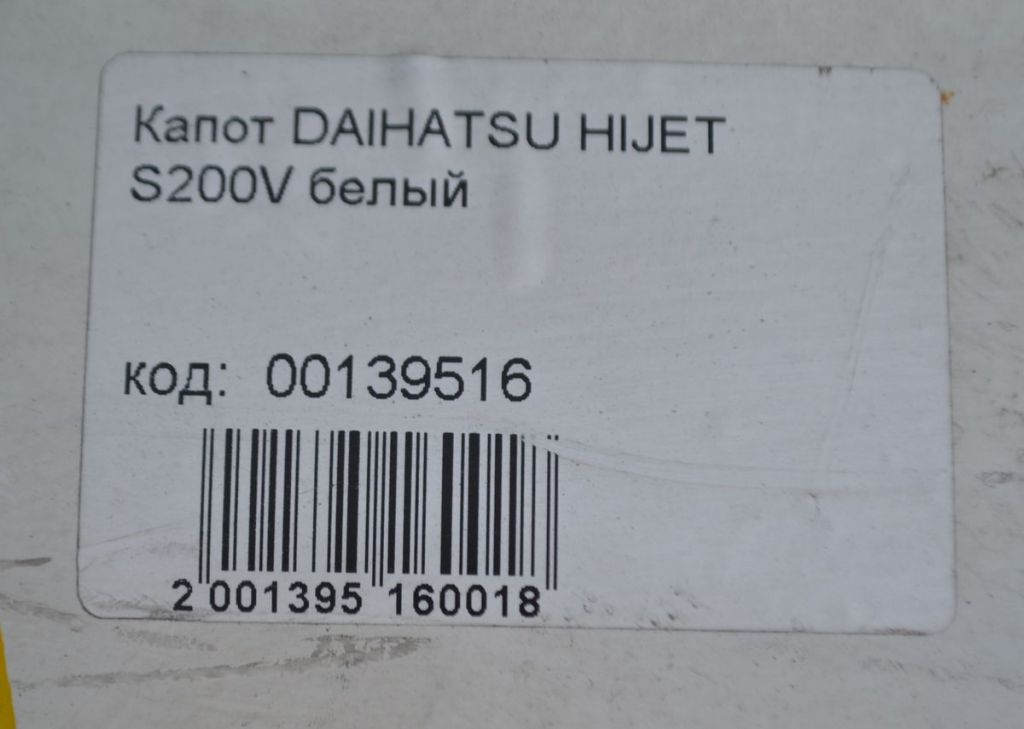 Капот DAIHATSU HIJET
S200V белый
код: 00139516
2 001395 160018